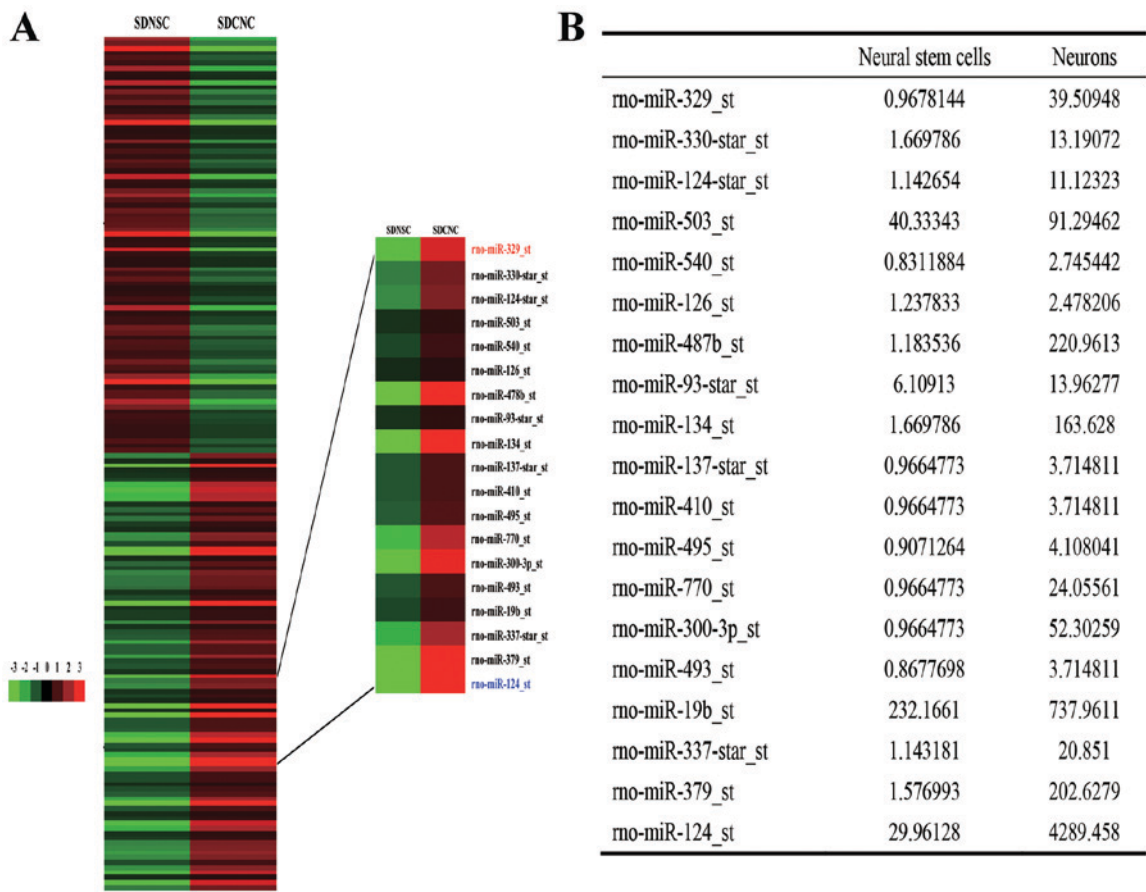 A
SDNSC SDCNC
-3 -2 -1 0 1 2 3
SDNSC SDCNC
rno-miR-329_st
rno-miR-330-star_st
rno-miR-124-star_st
rno-miR-503_st
rno-miR-540_st
rno-miR-126_st
rno-miR-478b_st
rno-miR-93-star_st
rno-miR-134_st
rno-miR-137-star_st
rno-miR-410_st
rno-miR-495_st
rno-miR-770_st
rno-miR-300-3p_st
rno-miR-493_st
rno-miR-19b_st
rno-miR-337-star_st
rno-miR-379_st
rno-miR-124_st
B
Neural stem cells Neurons
rno-miR-329_st 0.9678144 39.50948
rno-miR-330-star_st 1.669786 13.19072
rno-miR-124-star_st 1.142654 11.12323
rno-miR-503_st 40.33343 91.29462
rno-miR-540_st 0.8311884 2.745442
rno-miR-126_st 1.237833 2.478206
rno-miR-487b_st 1.183536 220.9613
rno-miR-93-star_st 6.10913 13.96277
rno-miR-134_st 1.669786 163.628
rno-miR-137-star_st 0.9664773 3.714811
rno-miR-410_st 0.9664773 3.714811
rno-miR-495_st 0.9071264 4.108041
rno-miR-770_st 0.9664773 24.05561
rno-miR-300-3p_st 0.9664773 52.30259
rno-miR-493_st 0.8677698 3.714811
rno-miR-19b_st 232.1661 737.9611
rno-miR-337-star_st 1.143181 20.851
rno-miR-379_st 1.576993 202.6279
rno-miR-124_st 29.96128 4289.458